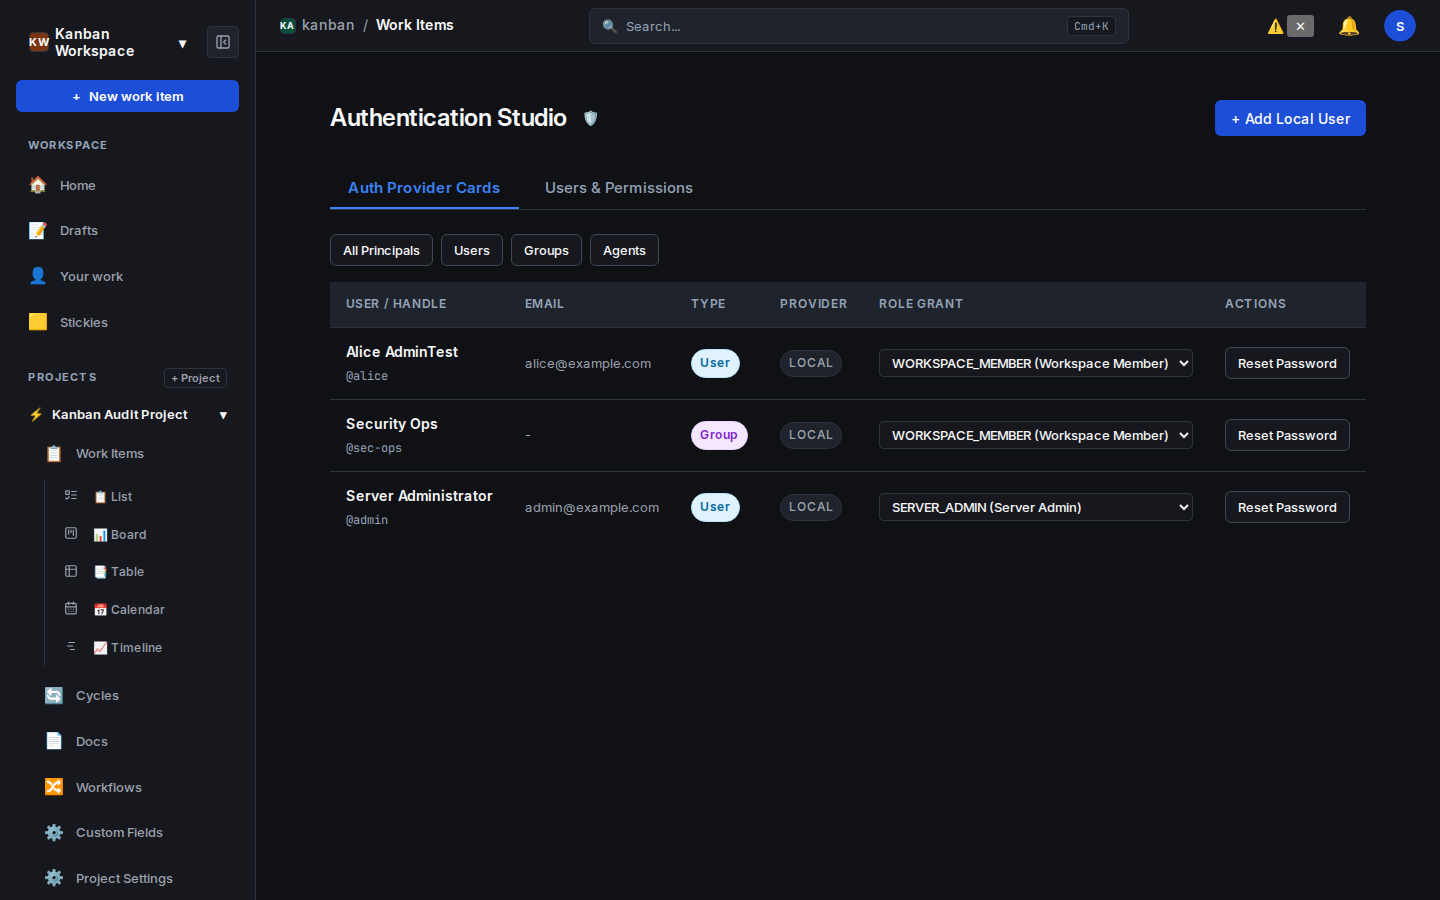 KW Kanban Workspace ▾
+ New work item
WORKSPACE
Home
Drafts
Your work
Stickies
PROJECTS + Project
Kanban Audit Project ▾
Work Items
List
Board
Table
Calendar
Timeline
Cycles
Docs
Workflows
Custom Fields
Project Settings
KA kanban / Work Items
Search... Cmd+K
✕
S
Authentication Studio
+ Add Local User
Auth Provider Cards Users & Permissions
All Principals Users Groups Agents
USER / HANDLE EMAIL TYPE PROVIDER ROLE GRANT ACTIONS
Alice AdminTest
@alice
alice@example.com User LOCAL WORKSPACE_MEMBER (Workspace Member) Reset Password
Security Ops
@sec-ops
- Group LOCAL WORKSPACE_MEMBER (Workspace Member) Reset Password
Server Administrator
@admin
admin@example.com User LOCAL SERVER_ADMIN (Server Admin) Reset Password